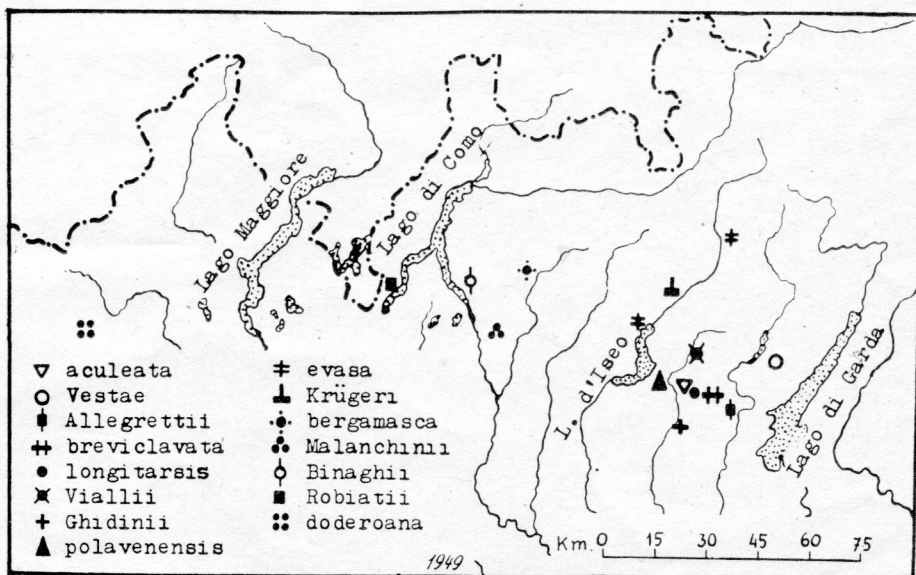 Lago Maggiore
Lago di Como
L. d'Iseo
Lago di Garda
aculeata
Vestae
Allegrettii
breviclavata
longitarsis
Viallii
Ghidinii
polavenensis
evasa
Krügeri
bergamasca
Malanchinii
Binaghii
Robiatii
doderoana
Km. 0 15 30 45 60 75
1949